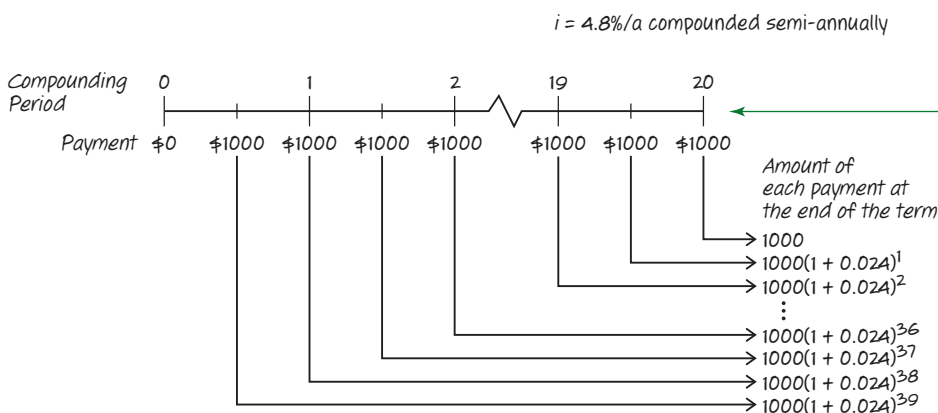 i = 4.8%/a compounded semi-annually
Compounding Period 0 1 2 19 20
Payment $0 $1000 $1000 $1000 $1000 $1000 $1000 $1000
Amount of
each payment at
the end of the term
1000
1000(1 + 0.024)^1
1000(1 + 0.024)^2
⋮
1000(1 + 0.024)^36
1000(1 + 0.024)^37
1000(1 + 0.024)^38
1000(1 + 0.024)^39